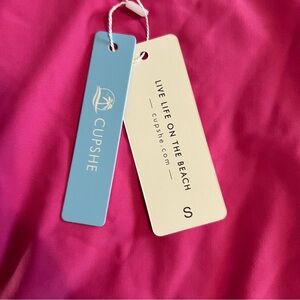 CUPSHE
LIVE LIFE ON THE BEACH
— cupshe.com —
S